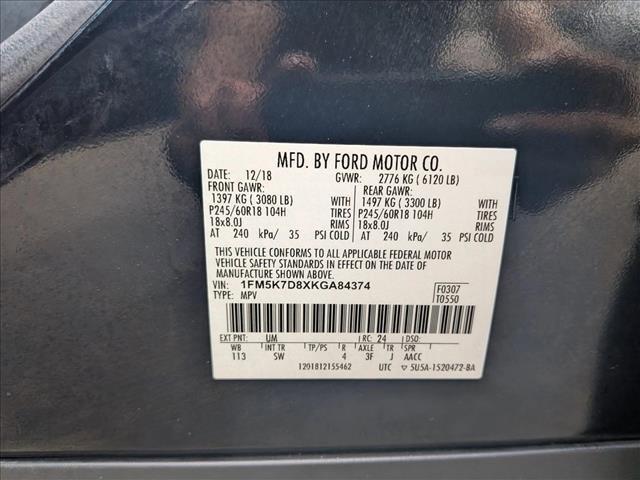 MFD. BY FORD MOTOR CO.
DATE: 12/18 GVWR: 2776 KG ( 6120 LB)
FRONT GAWR: REAR GAWR:
1397 KG ( 3080 LB) 1497 KG ( 3300 LB)
P245/60R18 104H TIRES P245/60R18 104H TIRES
18x8.0J RIMS 18x8.0J RIMS
AT 240 kPa/ 35 PSI COLD AT 240 kPa/ 35 PSI COLD
THIS VEHICLE CONFORMS TO ALL APPLICABLE FEDERAL MOTOR
VEHICLE SAFETY STANDARDS IN EFFECT ON THE DATE OF
MANUFACTURE SHOWN ABOVE.
VIN: 1FM5K7D8XKGA84374 F0307
TYPE: MPV T0550
EXT PNT: UM RC: 24 DSO:
WB INT TR TP/PS R AXLE TR SPR
113 SW 4 3F J AACC
1201812155462 UTC ▽ 5U5A-1520472-BA